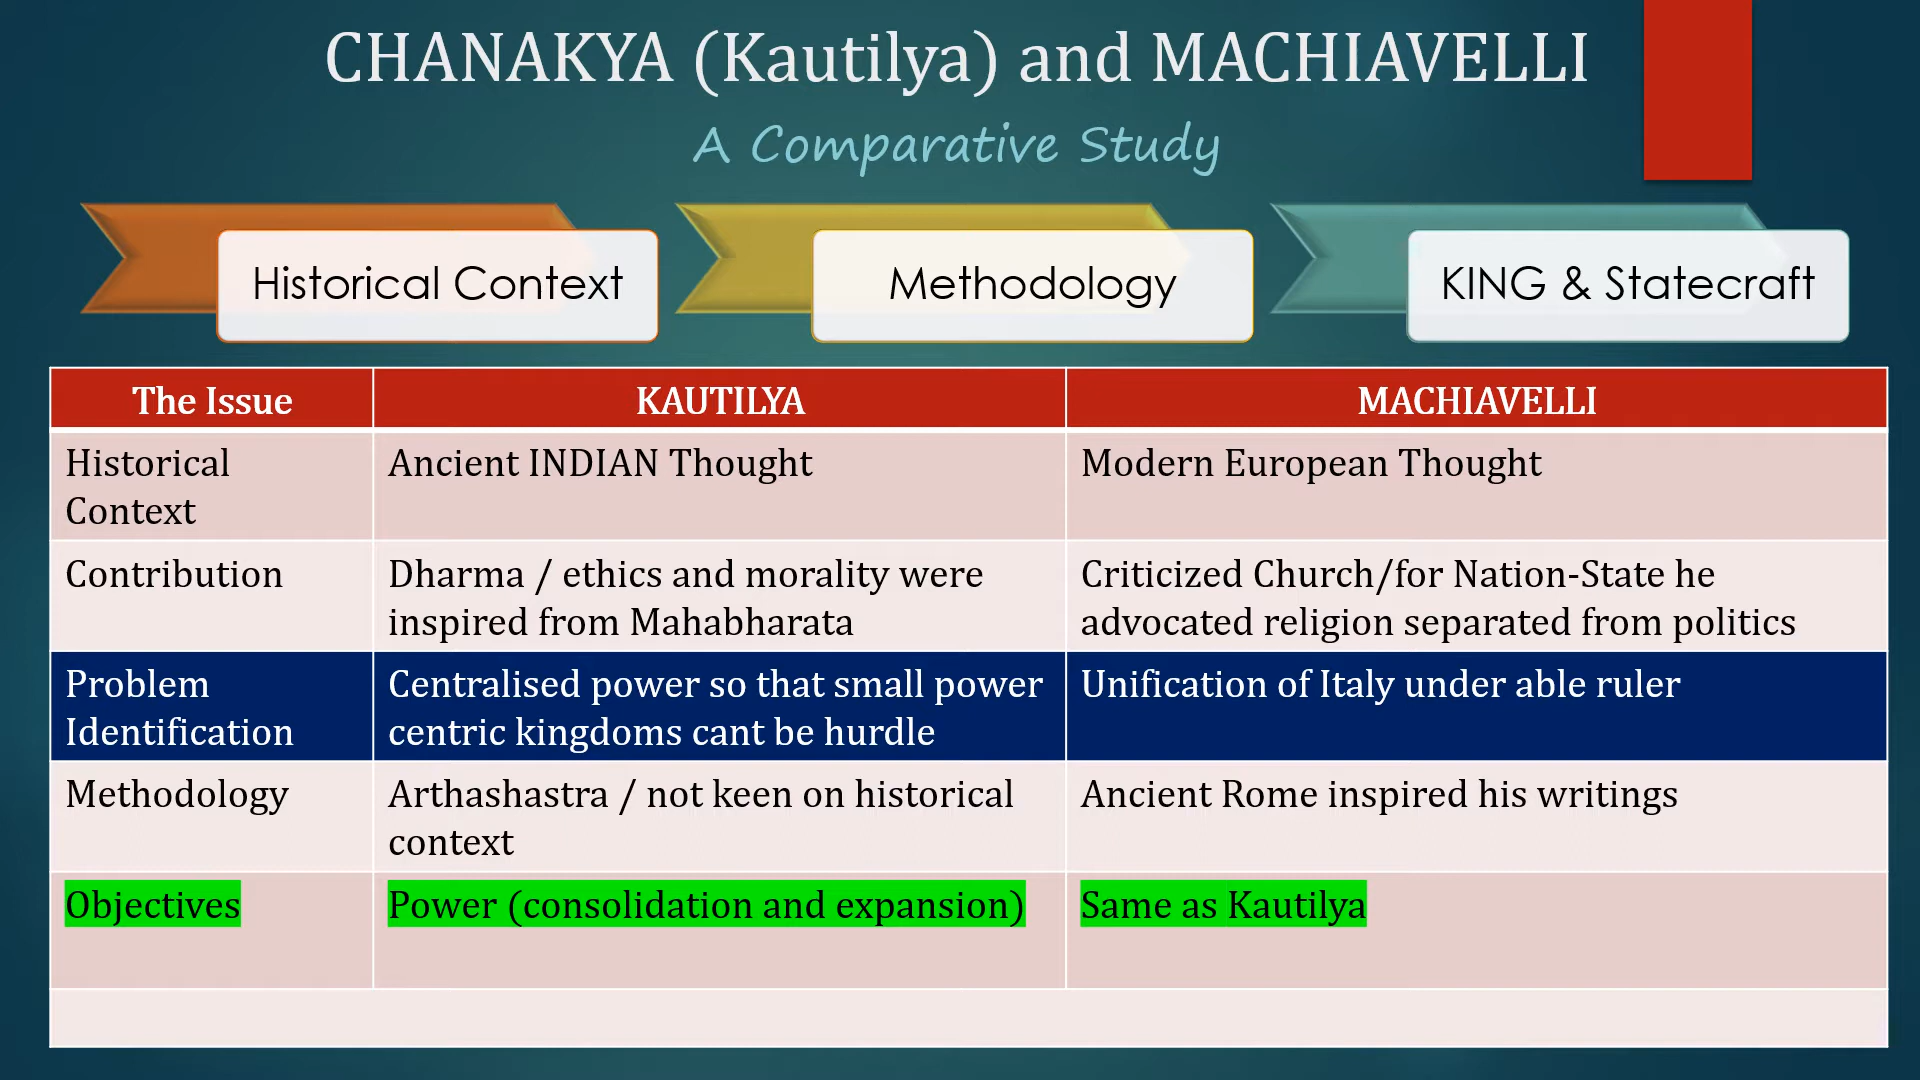 CHANAKYA (Kautilya) and MACHIAVELLI
A Comparative Study
Historical Context
Methodology
KING & Statecraft
The Issue
KAUTILYA
MACHIAVELLI
Historical
Context
Ancient INDIAN Thought
Modern European Thought
Contribution
Dharma / ethics and morality were
inspired from Mahabharata
Criticized Church/for Nation-State he
advocated religion separated from politics
Problem
Identification
Centralised power so that small power
centric kingdoms cant be hurdle
Unification of Italy under able ruler
Methodology
Arthashastra / not keen on historical
context
Ancient Rome inspired his writings
Objectives
Power (consolidation and expansion)
Same as Kautilya